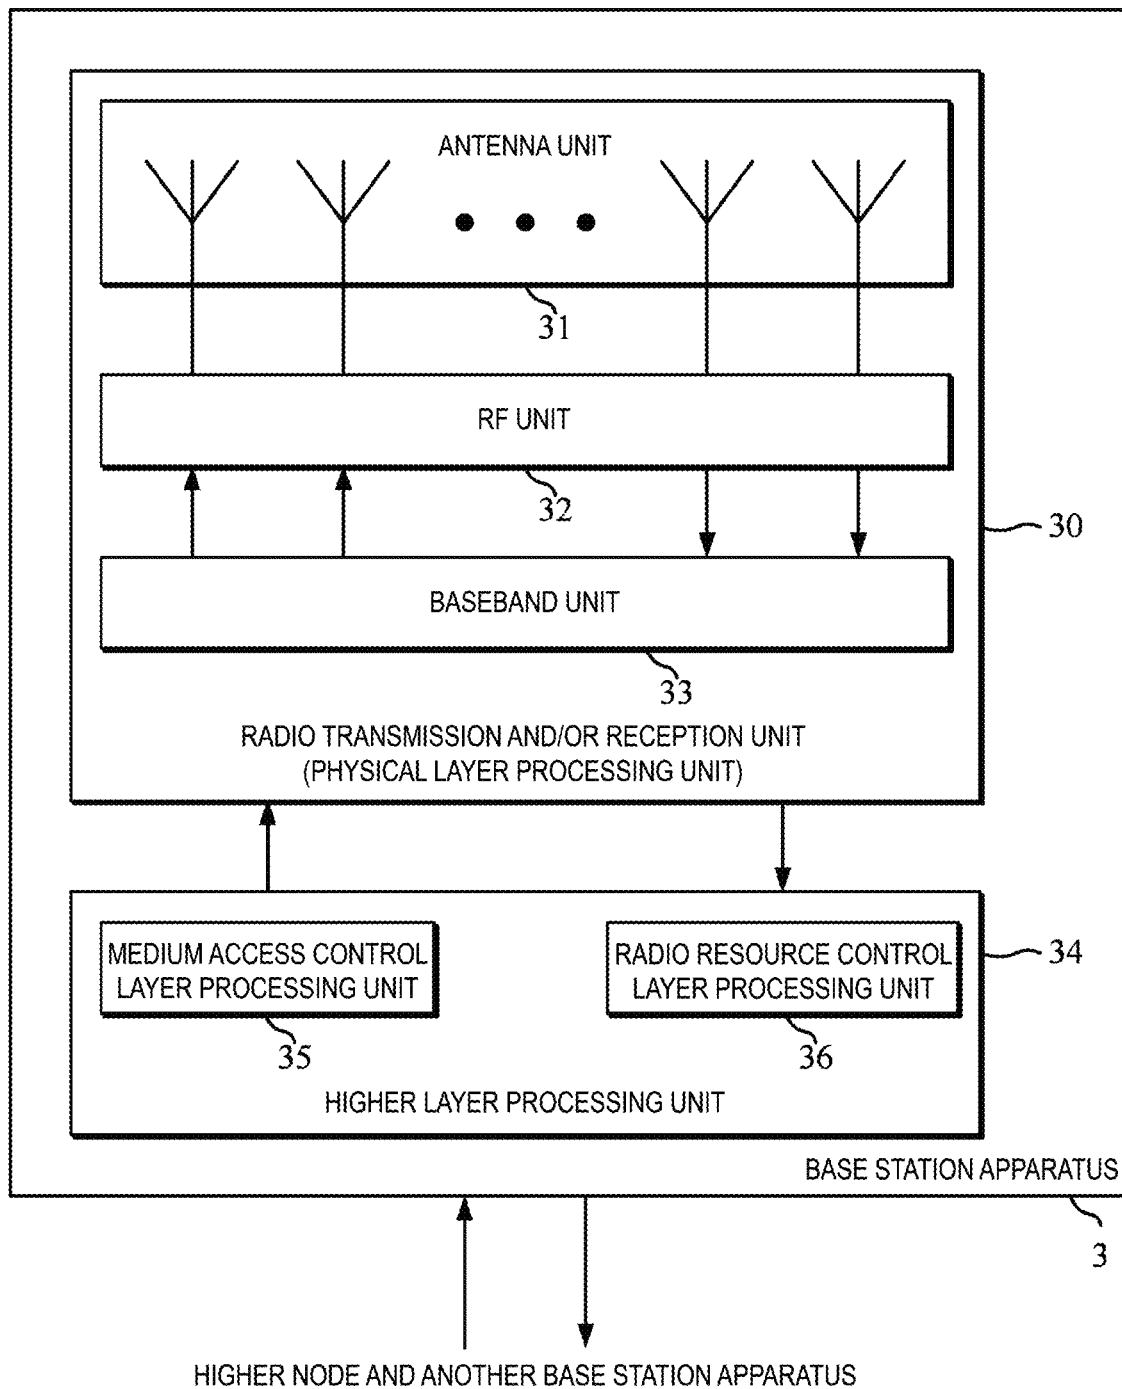 ANTENNA UNIT
31
RF UNIT
32
30
BASEBAND UNIT
33
RADIO TRANSMISSION AND/OR RECEPTION UNIT
(PHYSICAL LAYER PROCESSING UNIT)
MEDIUM ACCESS CONTROL
LAYER PROCESSING UNIT
RADIO RESOURCE CONTROL
LAYER PROCESSING UNIT
34
35
36
HIGHER LAYER PROCESSING UNIT
BASE STATION APPARATUS
3
HIGHER NODE AND ANOTHER BASE STATION APPARATUS